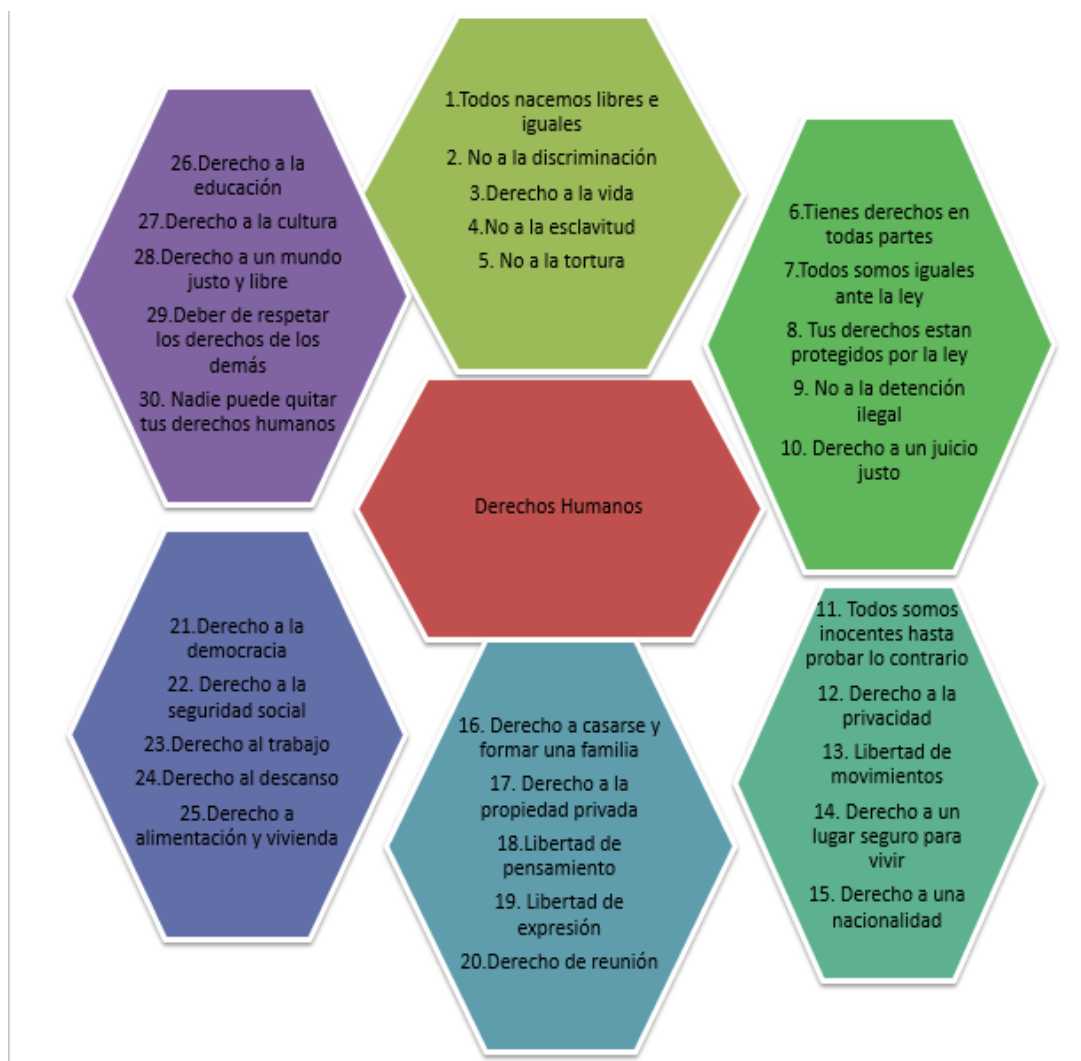 1.Todos nacemos libres e
iguales
2. No a la discriminación
3.Derecho a la vida
4.No a la esclavitud
5. No a la tortura
6.Tienes derechos en
todas partes
7.Todos somos iguales
ante la ley
8. Tus derechos estan
protegidos por la ley
9. No a la detención
ilegal
10. Derecho a un juicio
justo
11. Todos somos
inocentes hasta
probar lo contrario
12. Derecho a la
privacidad
13. Libertad de
movimientos
14. Derecho a un
lugar seguro para
vivir
15. Derecho a una
nacionalidad
16. Derecho a casarse y
formar una familia
17. Derecho a la
propiedad privada
18.Libertad de
pensamiento
19. Libertad de
expresión
20.Derecho de reunión
21.Derecho a la
democracia
22. Derecho a la
seguridad social
23.Derecho al trabajo
24.Derecho al descanso
25.Derecho a
alimentación y vivienda
26.Derecho a la
educación
27.Derecho a la cultura
28.Derecho a un mundo
justo y libre
29.Deber de respetar
los derechos de los
demás
30. Nadie puede quitar
tus derechos humanos
Derechos Humanos